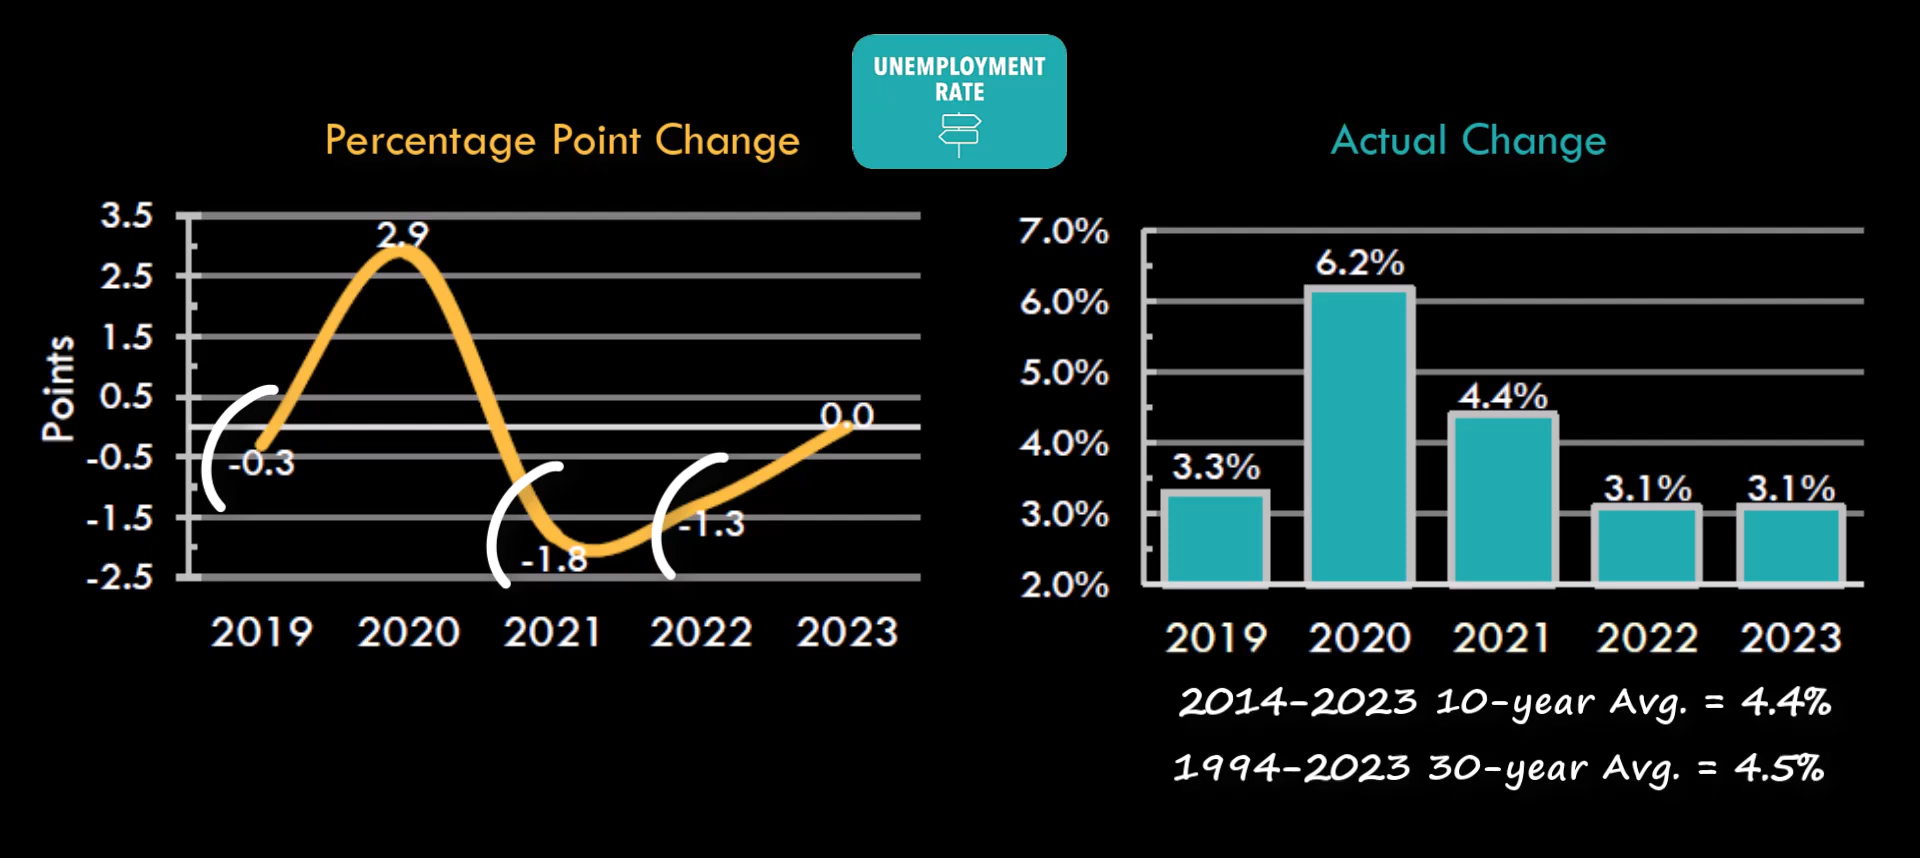 UNEMPLOYMENT
RATE
Percentage Point Change
Points
3.5
2.5
1.5
0.5
-0.5
-1.5
-2.5
-0.3
2.9
-1.8
-1.3
0.0
2019 2020 2021 2022 2023
Actual Change
7.0%
6.0%
5.0%
4.0%
3.0%
2.0%
3.3%
6.2%
4.4%
3.1%
3.1%
2019 2020 2021 2022 2023
2014-2023 10-year Avg. = 4.4%
1994-2023 30-year Avg. = 4.5%